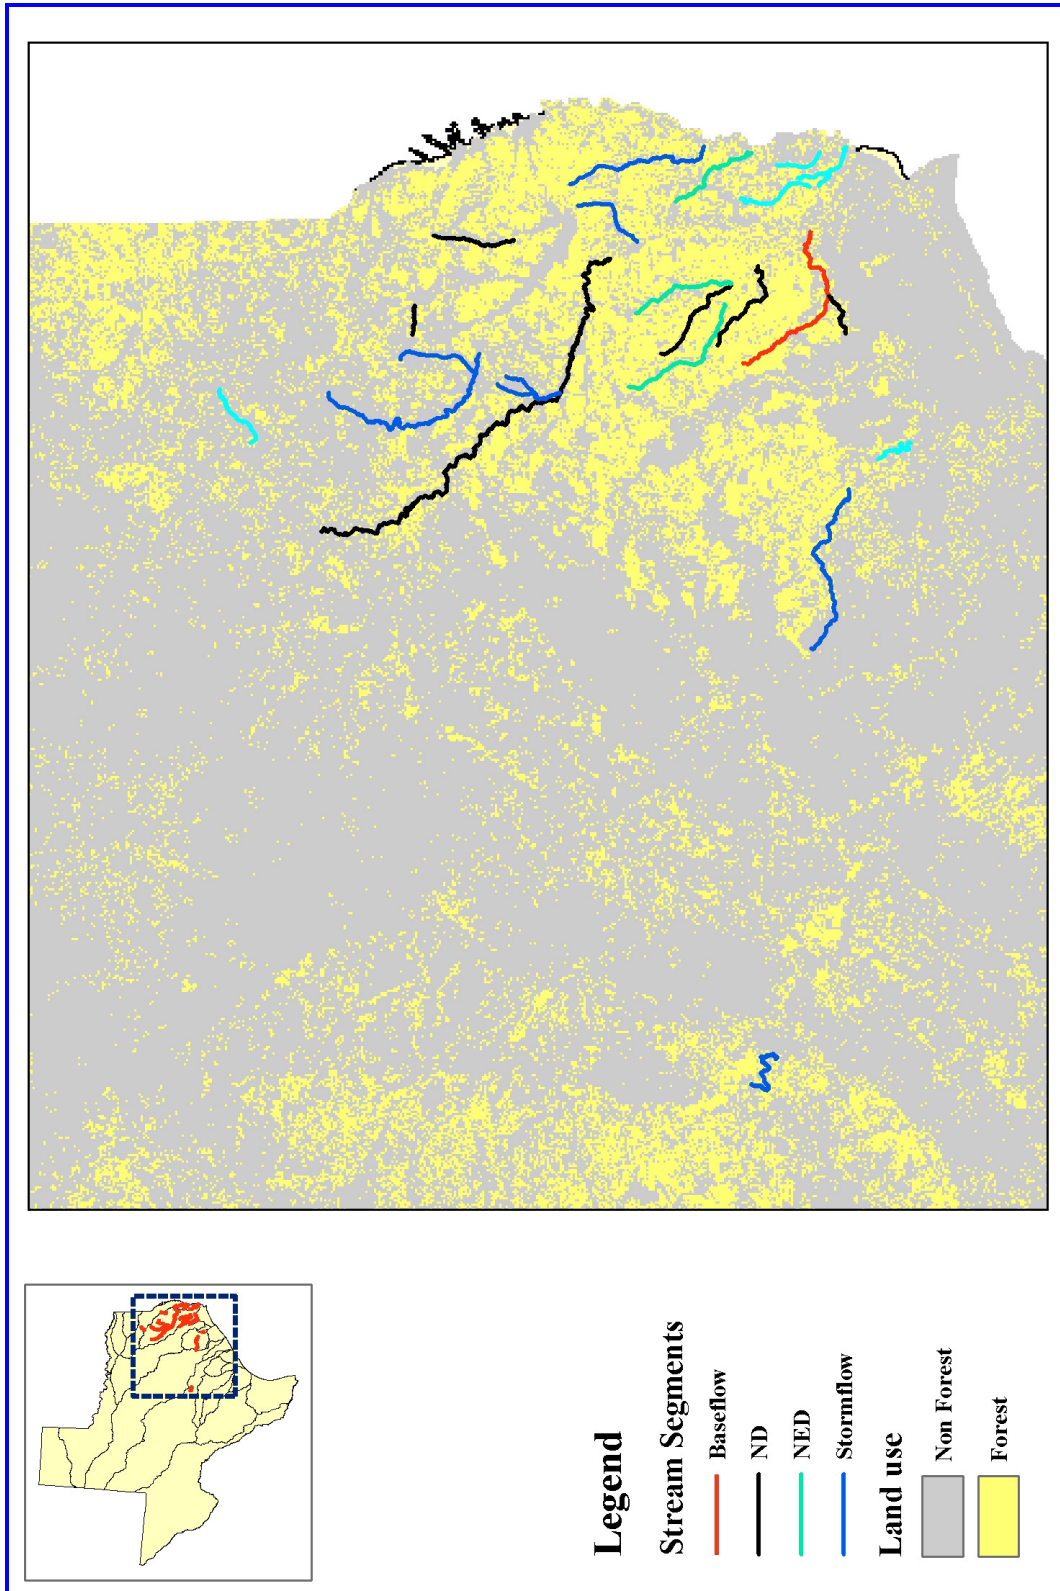 Legend
Stream Segments
Baseflow
ND
NED
Stormflow
Land use
Non Forest
Forest